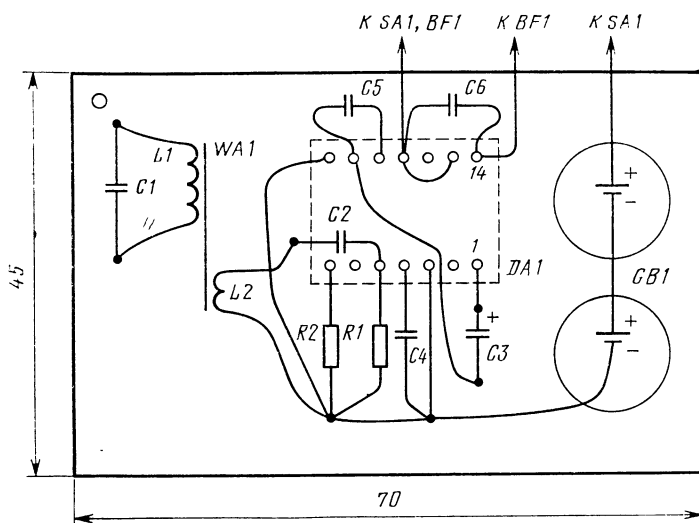 К SA1, BF1
К BF1
К SA1
C5
C6
L1
WA1
14
+
-
C1
C2
1
DA1
GB1
45
L2
+
+
R2
R1
C4
C3
-
70